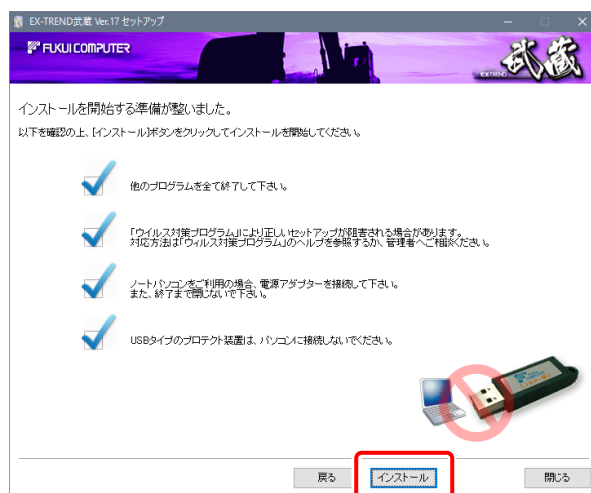 EX-TREND武蔵 Ver.17 セットアップ
FUKUI COMPUTER
EX-TREND 武蔵
インストールを開始する準備が整いました。
以下を確認の上、[インストール]ボタンをクリックしてインストールを開始してください。
他のプログラムを全て終了して下さい。
「ウイルス対策プログラム」により正しいセットアップが阻害される場合があります。
対応方法は「ウィルス対策プログラム」のヘルプを参照するか、管理者へご相談ください。
ノートパソコンをご利用の場合、電源アダプターを接続して下さい。
また、終了まで閉じないで下さい。
USBタイプのプロテクト装置は、パソコンに接続しないでください。
戻る
インストール
閉じる